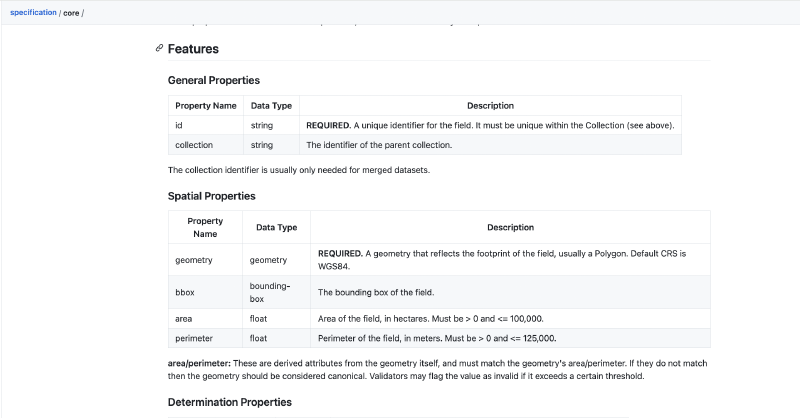 specification / core /
Features
General Properties
Property Name Data Type Description
id string REQUIRED. A unique identifier for the field. It must be unique within the Collection (see above).
collection string The identifier of the parent collection.
The collection identifier is usually only needed for merged datasets.
Spatial Properties
Property Name Data Type Description
geometry geometry REQUIRED. A geometry that reflects the footprint of the field, usually a Polygon. Default CRS is
WGS84.
bbox bounding-box The bounding box of the field.
area float Area of the field, in hectares. Must be > 0 and <= 100,000.
perimeter float Perimeter of the field, in meters. Must be > 0 and <= 125,000.
area/perimeter: These are derived attributes from the geometry itself, and must match the geometry's area/perimeter. If they do not match
then the geometry should be considered canonical. Validators may flag the value as invalid if it exceeds a certain threshold.
Determination Properties